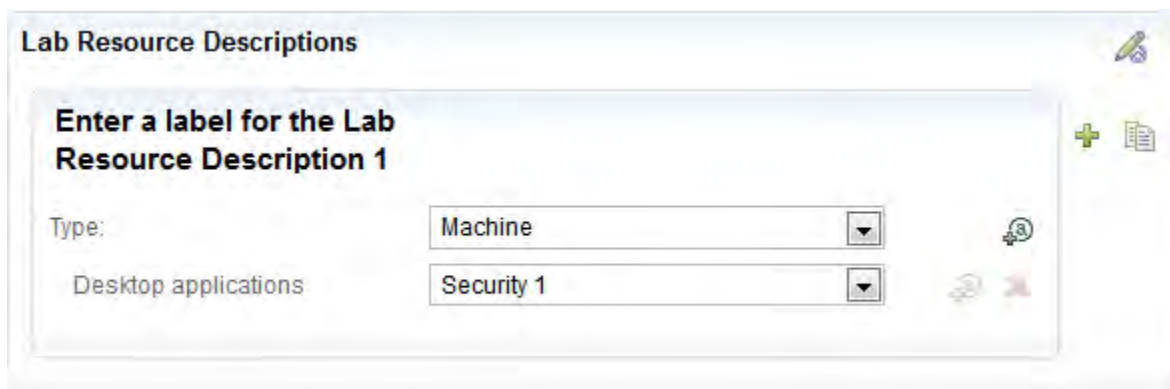 Lab Resource Descriptions
Enter a label for the Lab
Resource Description 1
Type: Machine
Desktop applications Security 1